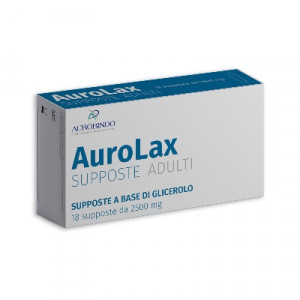 AUROBINDO
AuroLax
SUPPOSTE ADULTI
SUPPOSTE A BASE DI GLICEROLO
18 supposte da 2500 mg